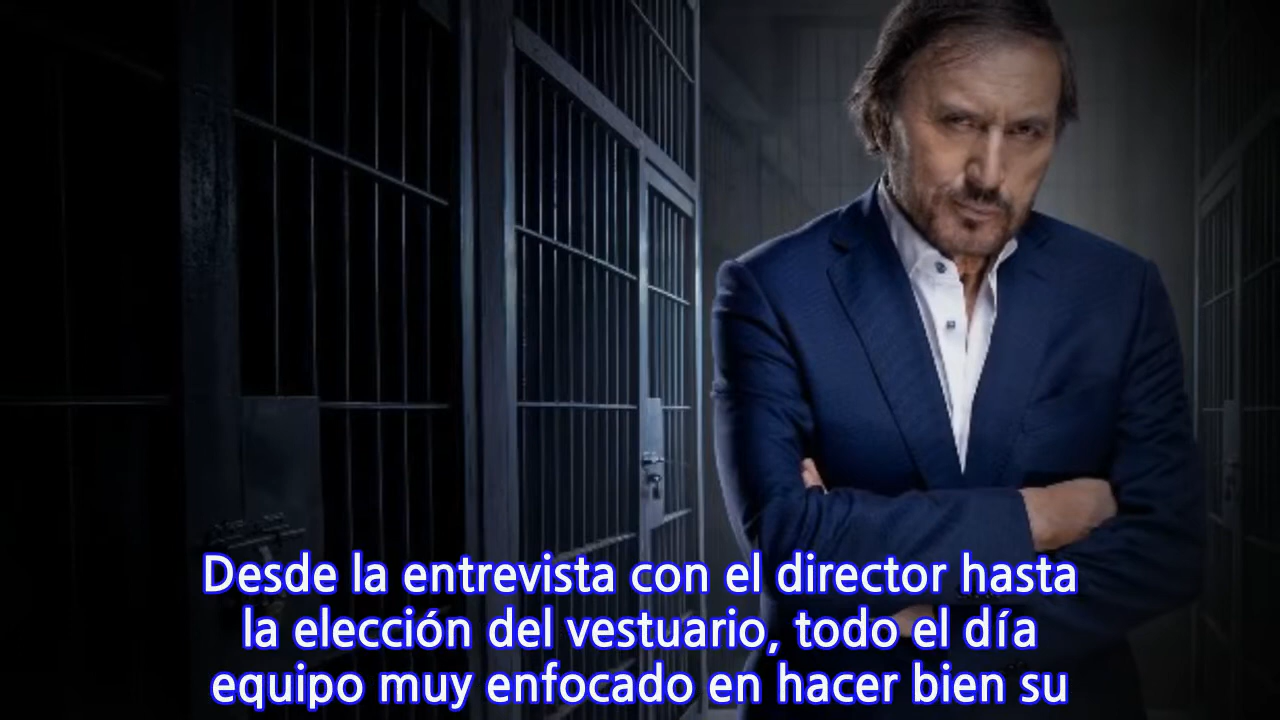 Desde la entrevista con el director hasta
la elección del vestuario, todo el día
equipo muy enfocado en hacer bien su